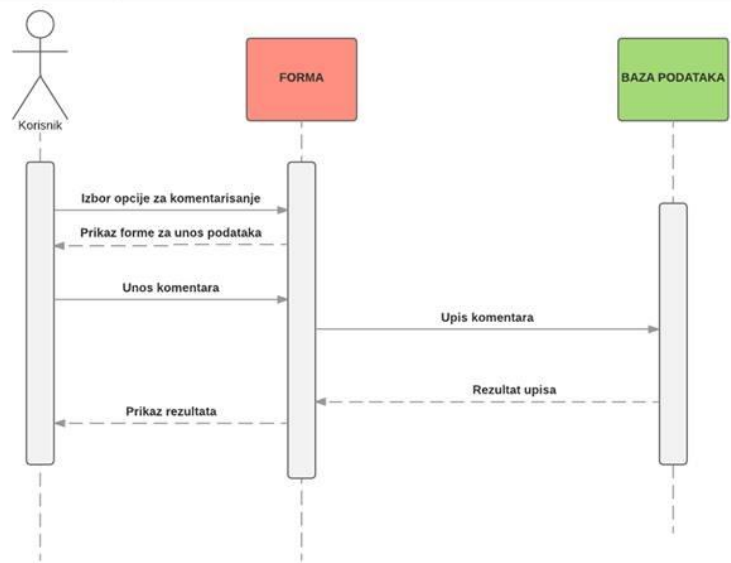 FORMA
BAZA PODATAKA
Korisnik
Izbor opcije za komentarisanje
Prikaz forme za unos podataka
Unos komentara
Upis komentara
Rezultat upisa
Prikaz rezultata